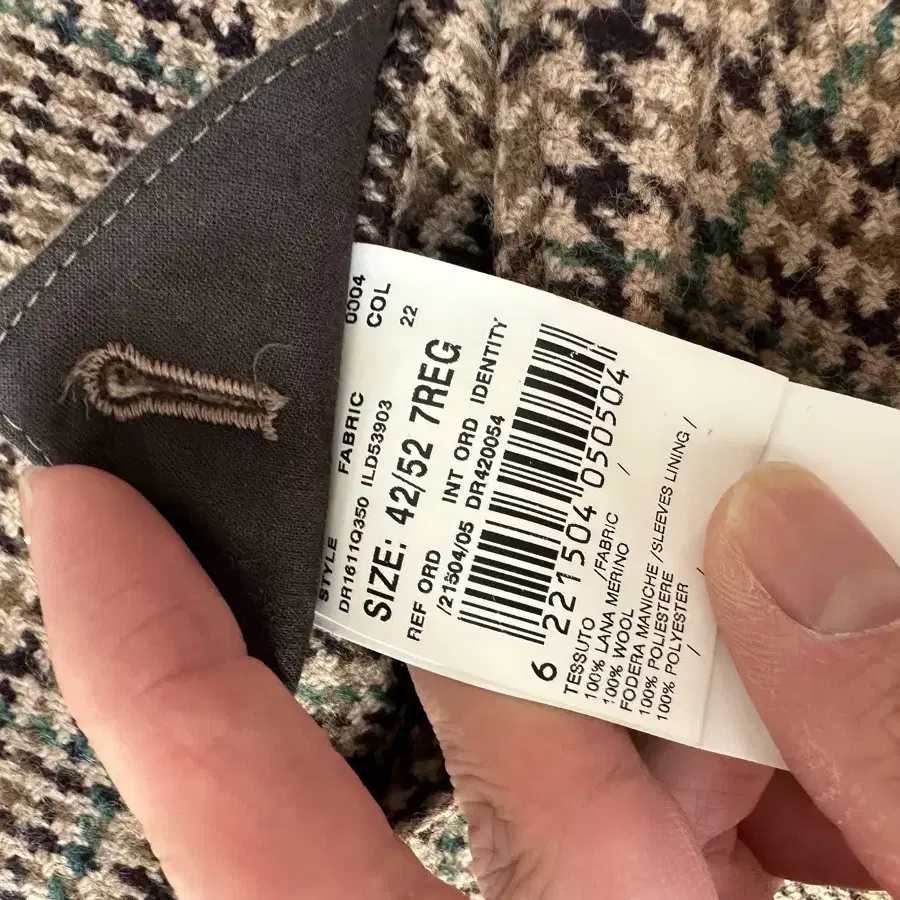 STYLE FABRIC COL
DR1611Q350 ILD53903 0004 22
SIZE: 42/52 7REG
REF ORD INT ORD IDENTITY
/21504/05 DR420054
6 221504 050504
TESSUTO /FABRIC /
100% LANA MERINO
100% WOOL
FODERA MANICHE /SLEEVES LINING /
100% POLIESTERE
100% POLYESTER /